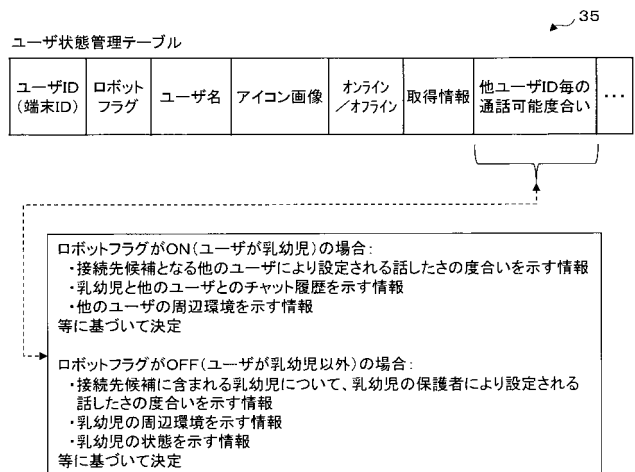 35
ユーザ状態管理テーブル
ユーザID
(端末ID)
ロボット
フラグ
ユーザ名
アイコン画像
オンライン
/オフライン
取得情報
他ユーザID毎の
通話可能度合い
…
ロボットフラグがON(ユーザが乳幼児)の場合:
・接続先候補となる他のユーザにより設定される話したさの度合いを示す情報
・乳幼児と他のユーザとのチャット履歴を示す情報
・他のユーザの周辺環境を示す情報
等に基づいて決定
ロボットフラグがOFF(ユーザが乳幼児以外)の場合:
・接続先候補に含まれる乳幼児について、乳幼児の保護者により設定される
話したさの度合いを示す情報
・乳幼児の周辺環境を示す情報
・乳幼児の状態を示す情報
等に基づいて決定